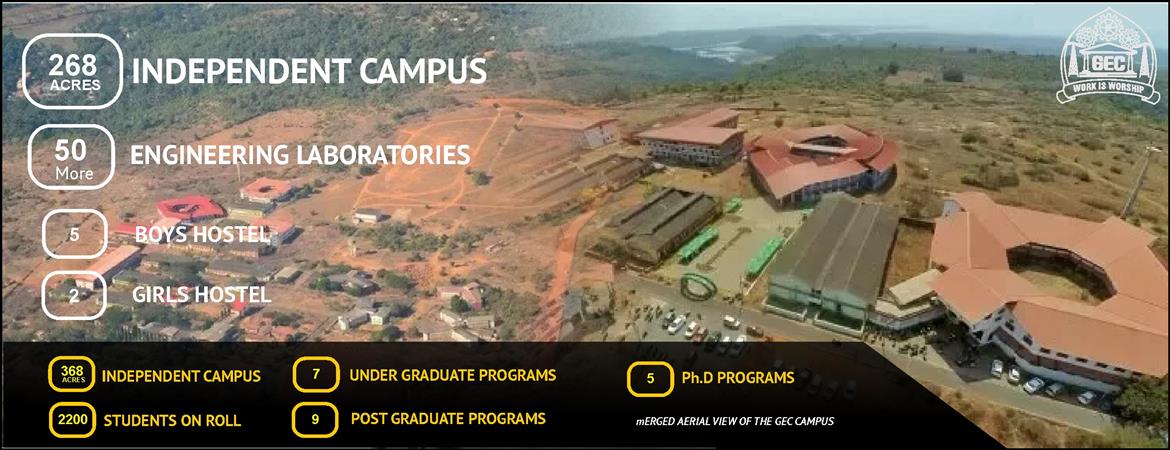 268
ACRES
INDEPENDENT CAMPUS
50
More
ENGINEERING LABORATORIES
5
BOYS HOSTEL
2
GIRLS HOSTEL
GEC
WORK IS WORSHIP
368
ACRES
INDEPENDENT CAMPUS
7
UNDER GRADUATE PROGRAMS
5
Ph.D PROGRAMS
2200
STUDENTS ON ROLL
9
POST GRADUATE PROGRAMS
mERGED AERIAL VIEW OF THE GEC CAMPUS